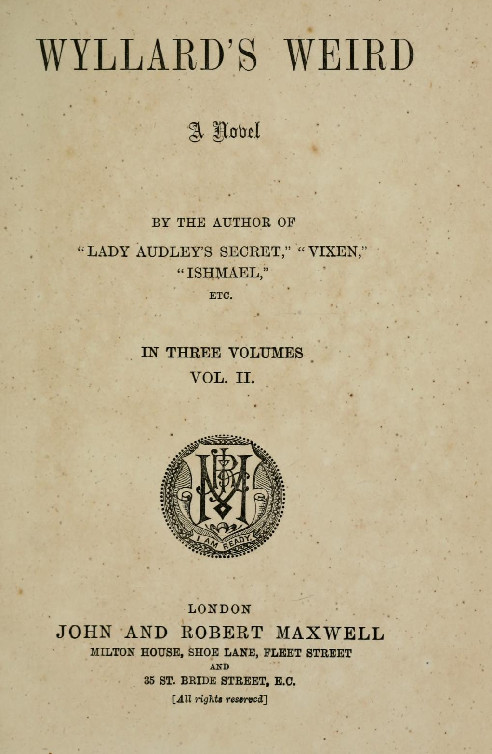 WYLLARD'S WEIRD
A Novel
BY THE AUTHOR OF
"LADY AUDLEY'S SECRET," "VIXEN,"
"ISHMAEL,"
ETC.
IN THREE VOLUMES
VOL. II.
I AM READY
LONDON
JOHN AND ROBERT MAXWELL
MILTON HOUSE, SHOE LANE, FLEET STREET
AND
35 ST. BRIDE STREET, E.C.
[All rights reserved]